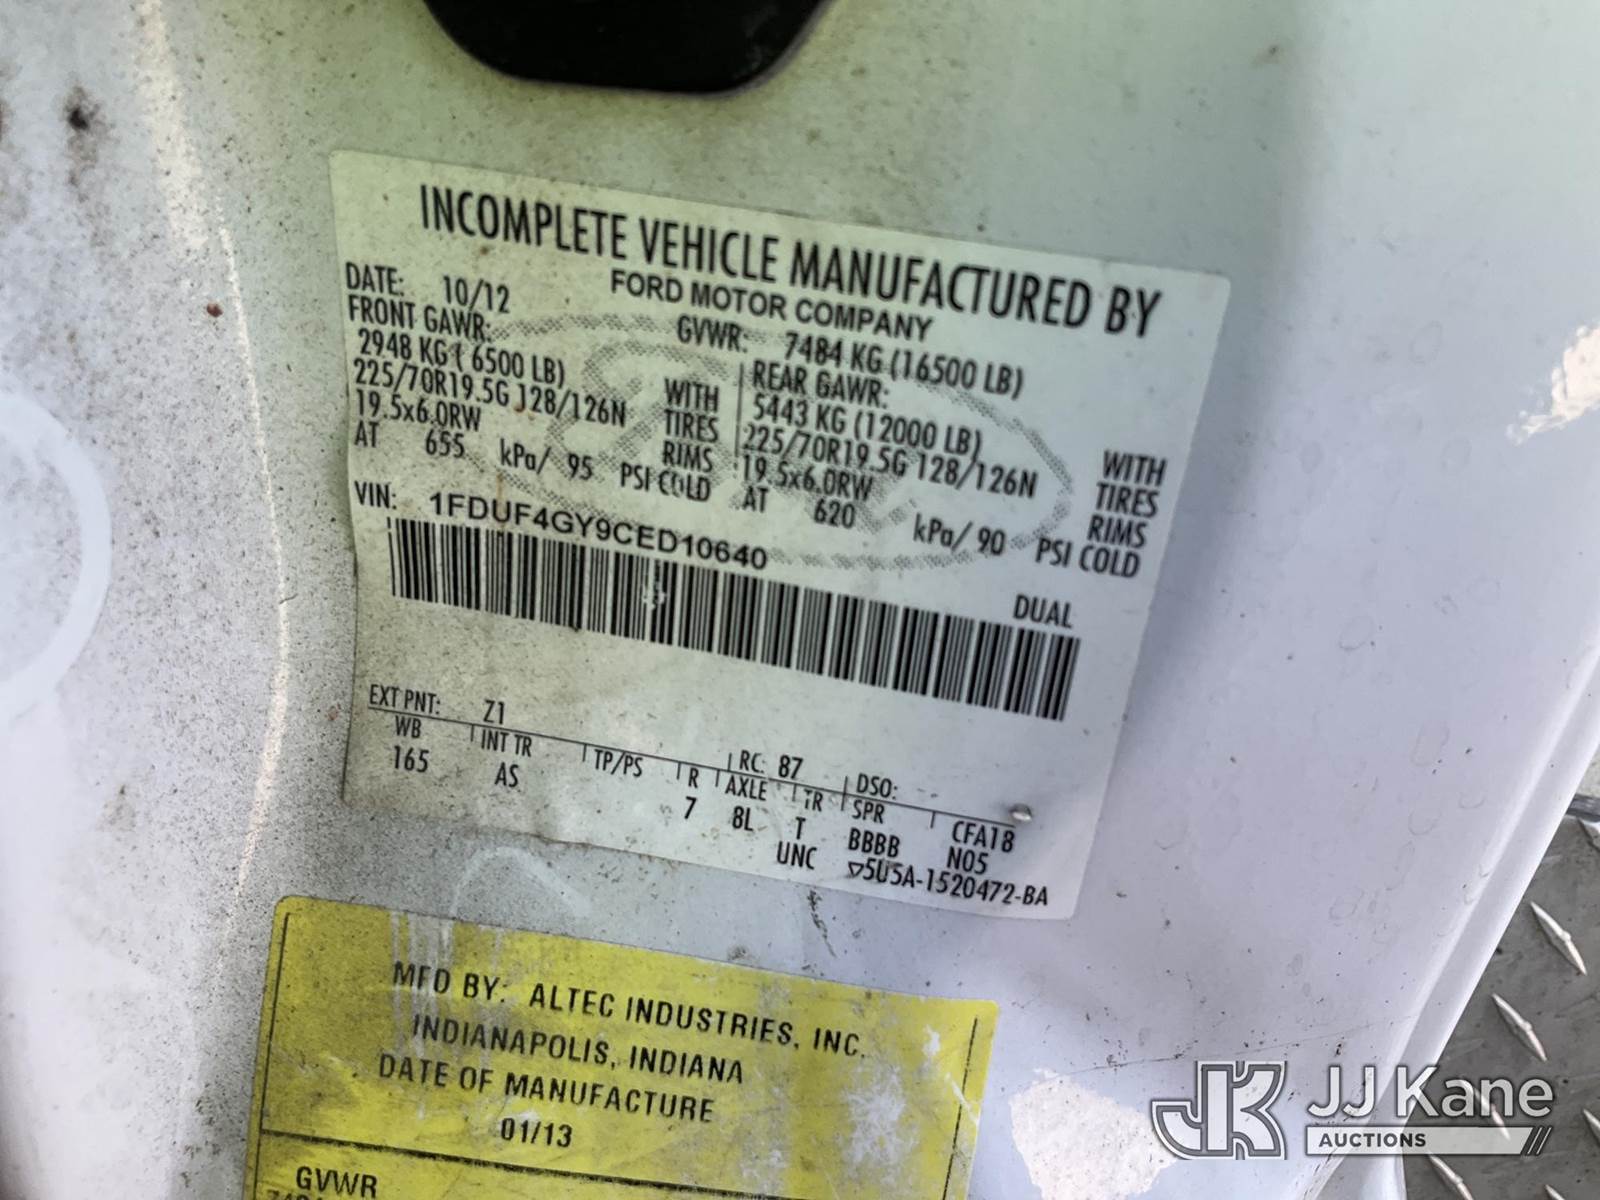 INCOMPLETE VEHICLE MANUFACTURED BY
FORD MOTOR COMPANY
DATE: 10/12 GVWR: 7484 KG (16500 LB)
FRONT GAWR: REAR GAWR:
2948 KG ( 6500 LB) WITH 5443 KG (12000 LB) WITH
225/70R19.5G 128/126N TIRES 225/70R19.5G 128/126N TIRES
19.5x6.0RW RIMS 19.5x6.0RW RIMS
AT 655 kPa/ 95 PSI COLD AT 620 kPa/ 90 PSI COLD
VIN: 1FDUF4GY9CED10640
DUAL
EXT PNT: Z1 RC: 87 DSO:
WB INT TR TP/PS R AXLE TR SPR CFA18
165 AS 7 8L T BBBB N05
UNC ▽5U5A-1520472-BA
MFD BY: ALTEC INDUSTRIES, INC.
INDIANAPOLIS, INDIANA
DATE OF MANUFACTURE
01/13
GVWR
JK JJ Kane
AUCTIONS